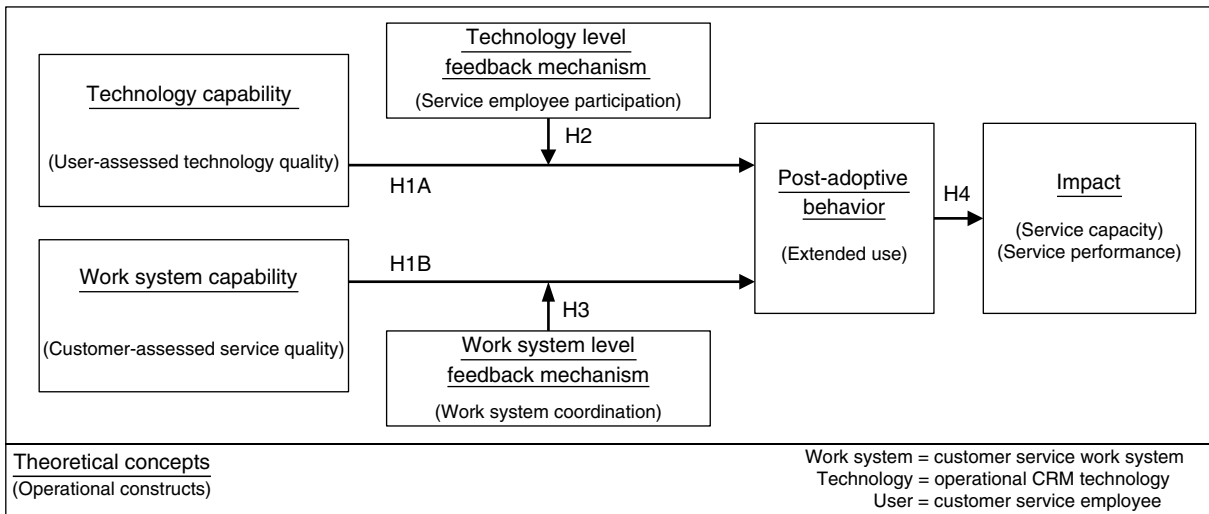 Technology capability
(User-assessed technology quality)
Technology level
feedback mechanism
(Service employee participation)
H2
H1A
Work system capability
(Customer-assessed service quality)
H1B
H3
Work system level
feedback mechanism
(Work system coordination)
Post-adoptive
behavior
(Extended use)
H4
Impact
(Service capacity)
(Service performance)
Theoretical concepts
(Operational constructs)
Work system = customer service work system
Technology = operational CRM technology
User = customer service employee